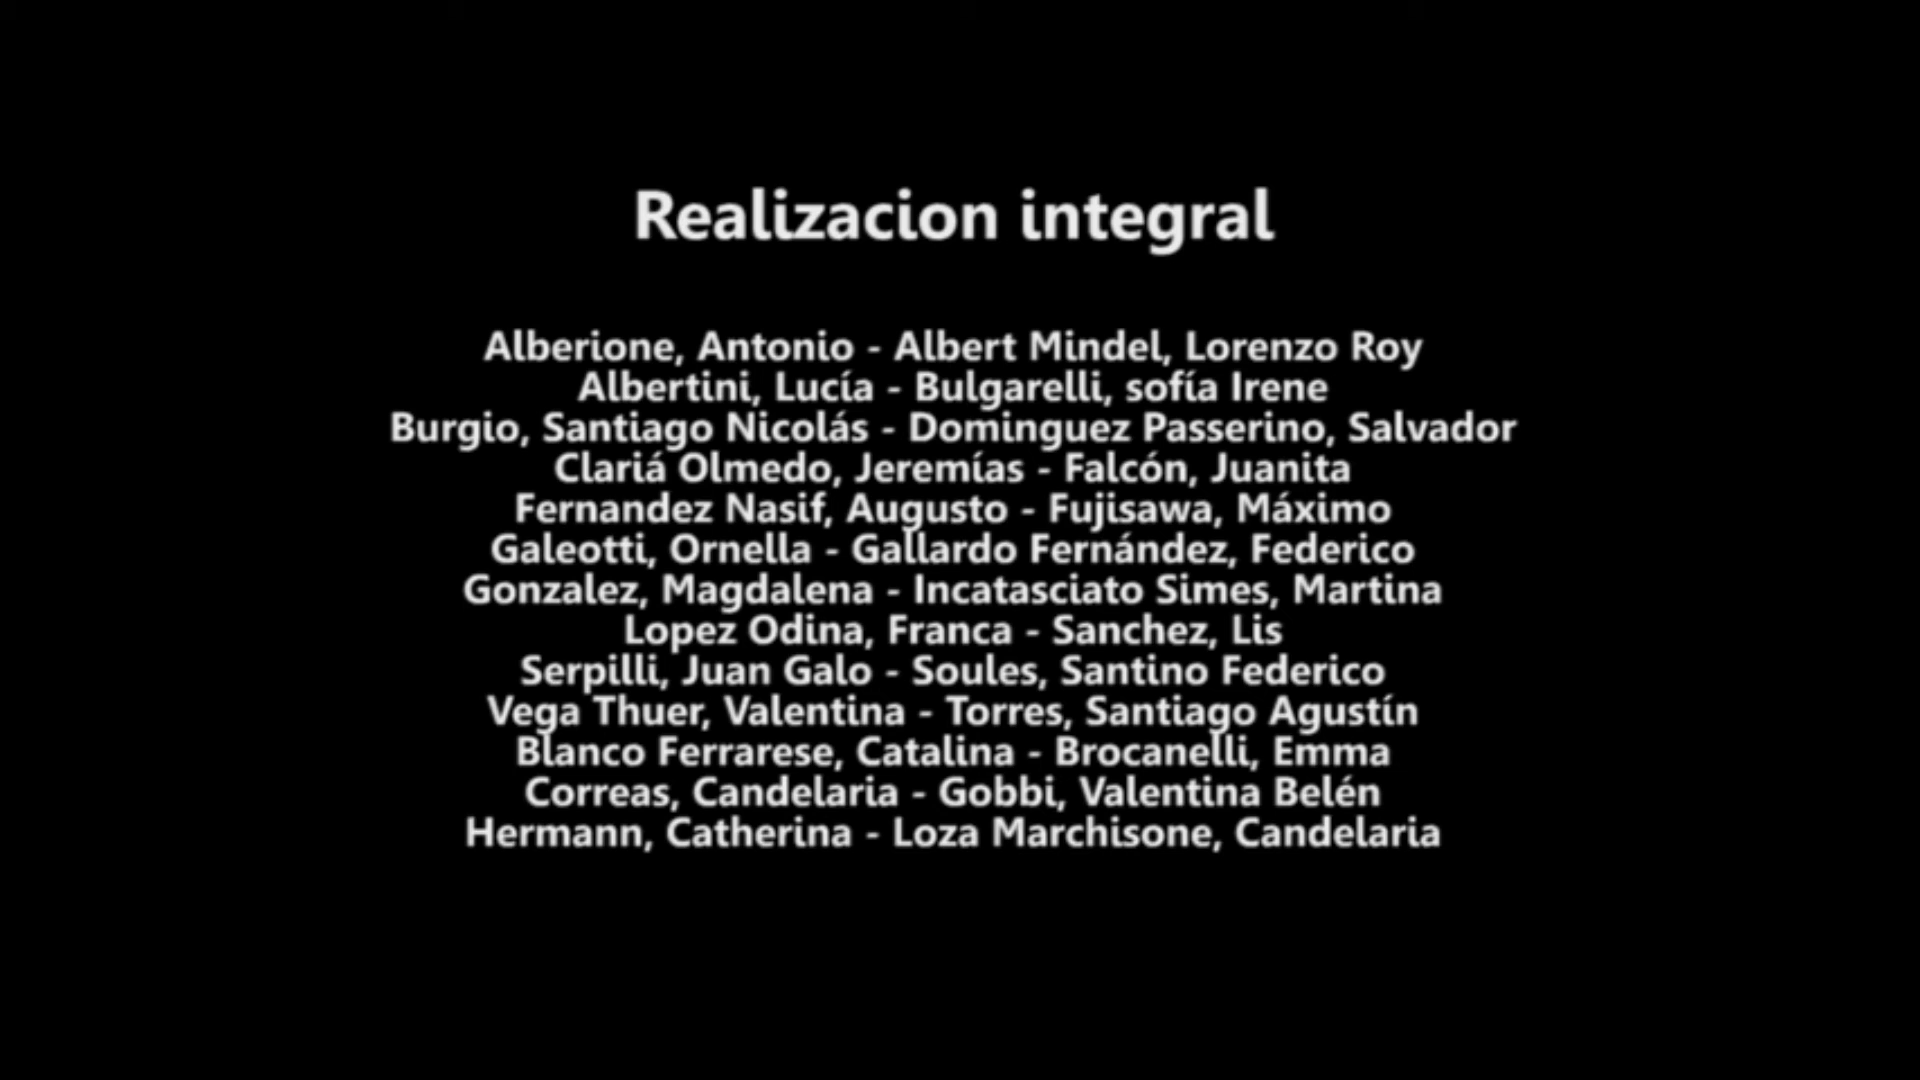 Realizacion integral
Alberione, Antonio - Albert Mindel, Lorenzo Roy
Albertini, Lucía - Bulgarelli, sofía Irene
Burgio, Santiago Nicolás - Dominguez Passerino, Salvador
Clariá Olmedo, Jeremías - Falcón, Juanita
Fernandez Nasif, Augusto - Fujisawa, Máximo
Galeotti, Ornella - Gallardo Fernández, Federico
Gonzalez, Magdalena - Incatasciato Simes, Martina
Lopez Odina, Franca - Sanchez, Lis
Serpilli, Juan Galo - Soules, Santino Federico
Vega Thuer, Valentina - Torres, Santiago Agustín
Blanco Ferrarese, Catalina - Brocanelli, Emma
Correas, Candelaria - Gobbi, Valentina Belén
Hermann, Catherina - Loza Marchisone, Candelaria